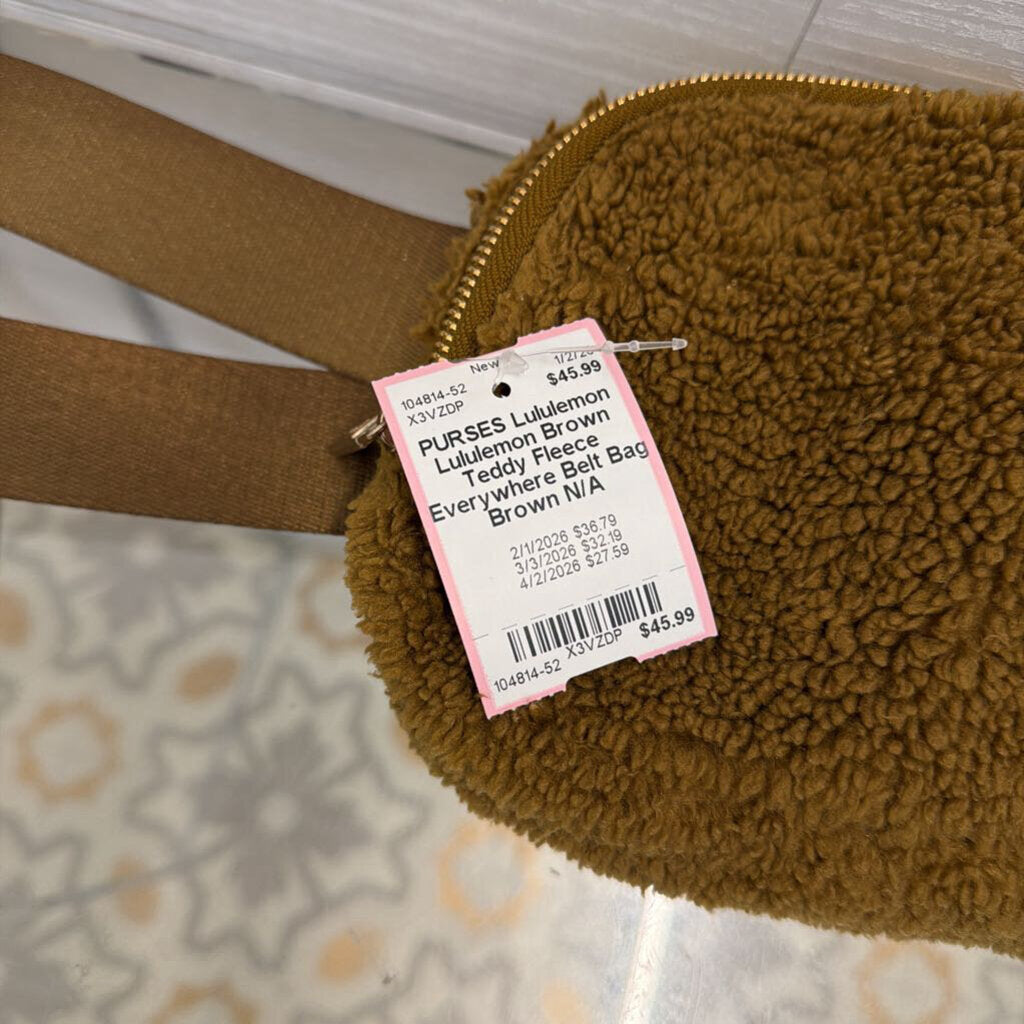 New 1/2/26
104814-52 $45.99
X3VZDP
PURSES Lululemon
Lululemon Brown
Teddy Fleece
Everywhere Belt Bag
Brown N/A
2/1/2026 $36.79
3/3/2026 $32.19
4/2/2026 $27.59
104814-52 X3VZDP $45.99